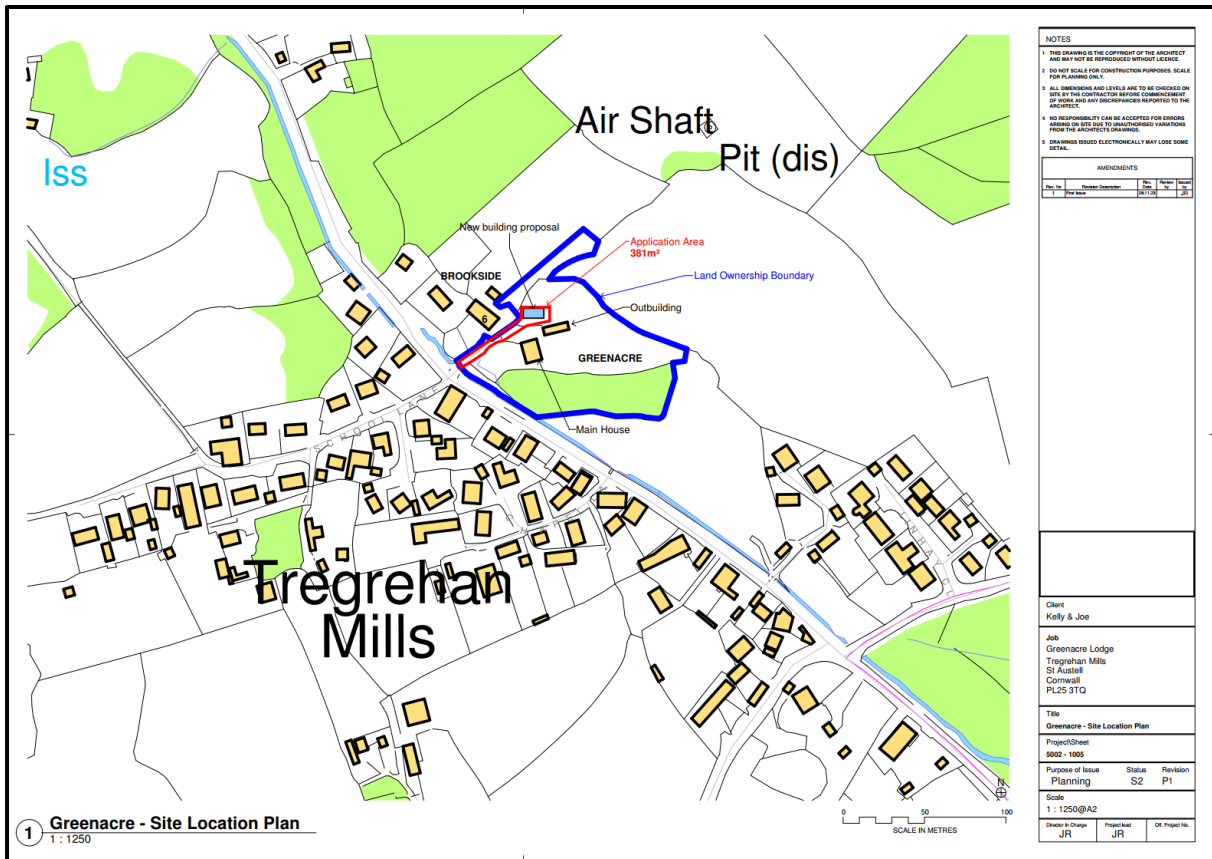 Iss
Air Shaft
Pit (dis)
New building proposal
Application Area
381m²
Land Ownership Boundary
BROOKSIDE
6
Outbuilding
GREENACRE
Main House
SCHOOL LANE
Tregrehan
Mills
N
0 50 100
SCALE IN METRES
1 Greenacre - Site Location Plan
1 : 1250
NOTES
1 THIS DRAWING IS THE COPYRIGHT OF THE ARCHITECT
AND MAY NOT BE REPRODUCED WITHOUT LICENCE.
2 DO NOT SCALE FOR CONSTRUCTION PURPOSES. SCALE
FOR PLANNING ONLY.
3 ALL DIMENSIONS AND LEVELS ARE TO BE CHECKED ON
SITE BY THE CONTRACTOR BEFORE COMMENCEMENT
OF WORK AND ANY DISCREPANCIES REPORTED TO THE
ARCHITECT.
4 NO RESPONSIBILITY CAN BE ACCEPTED FOR ERRORS
ARISING ON SITE DUE TO UNAUTHORISED VARIATIONS
FROM THE ARCHITECTS DRAWINGS.
5 DRAWINGS ISSUED ELECTRONICALLY MAY LOSE SOME
DETAIL.
AMENDMENTS
Rev. No Revision Description Rev. Date Review by Issued by
1 First Issue 28.11.23 JR
Client
Kelly & Joe
Job
Greenacre Lodge
Tregrehan Mills
St Austell
Cornwall
PL25 3TQ
Title
Greenacre - Site Location Plan
Project\Sheet
5002 - 1005
Purpose of Issue Status Revision
Planning S2 P1
Scale
1 : 1250@A2
Director in Charge Project lead Off. Project No.
JR JR